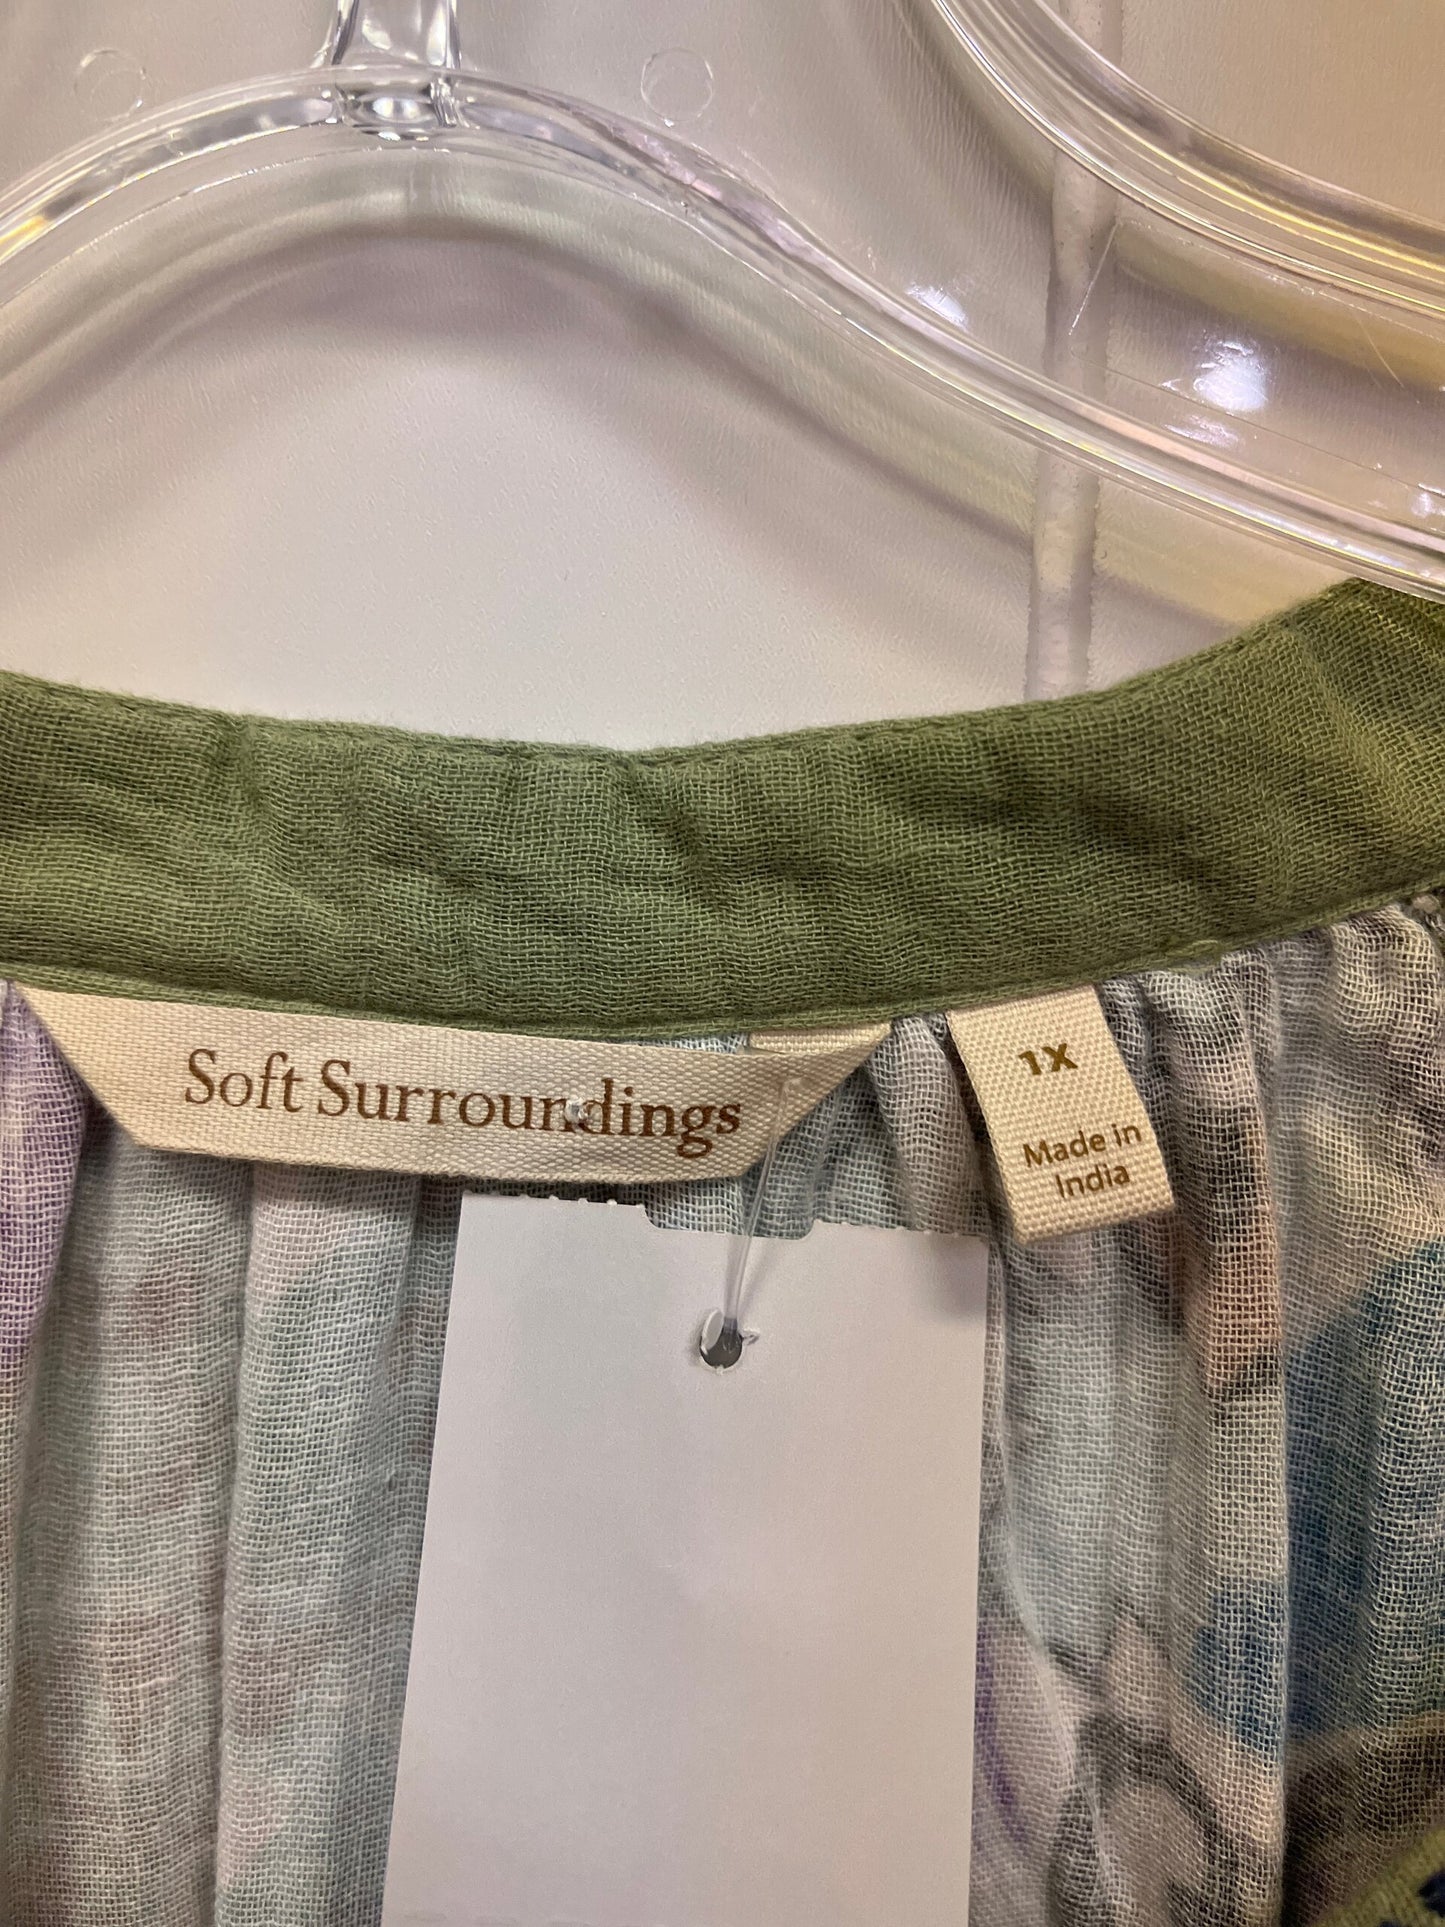 Soft Surroundings
1X
Made in
India